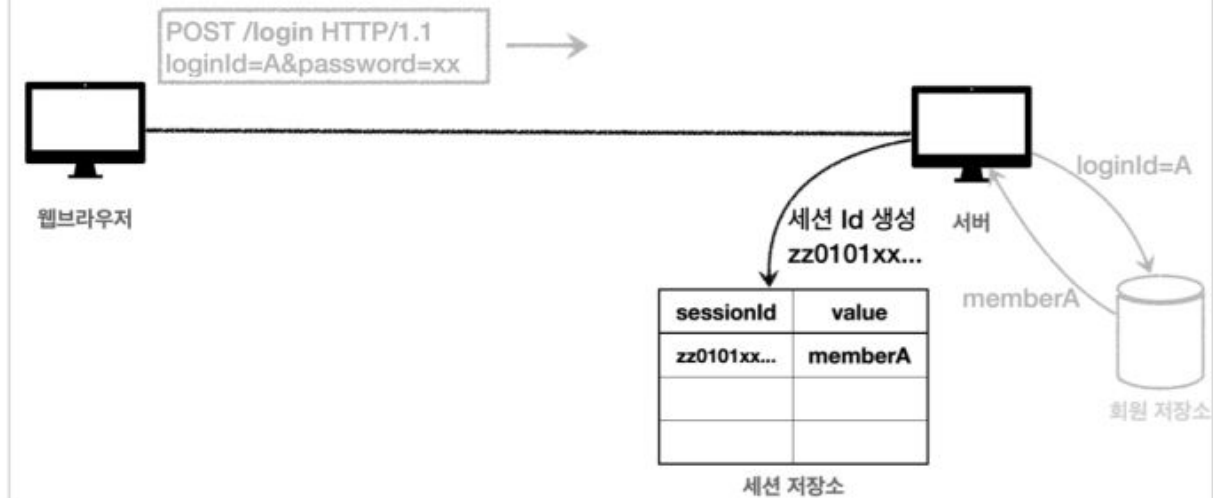 POST /login HTTP/1.1
loginId=A&password=xx
웹브라우저
서버
loginId=A
memberA
회원 저장소
세션 Id 생성
zz0101xx...
sessionId value
zz0101xx... memberA
세션 저장소